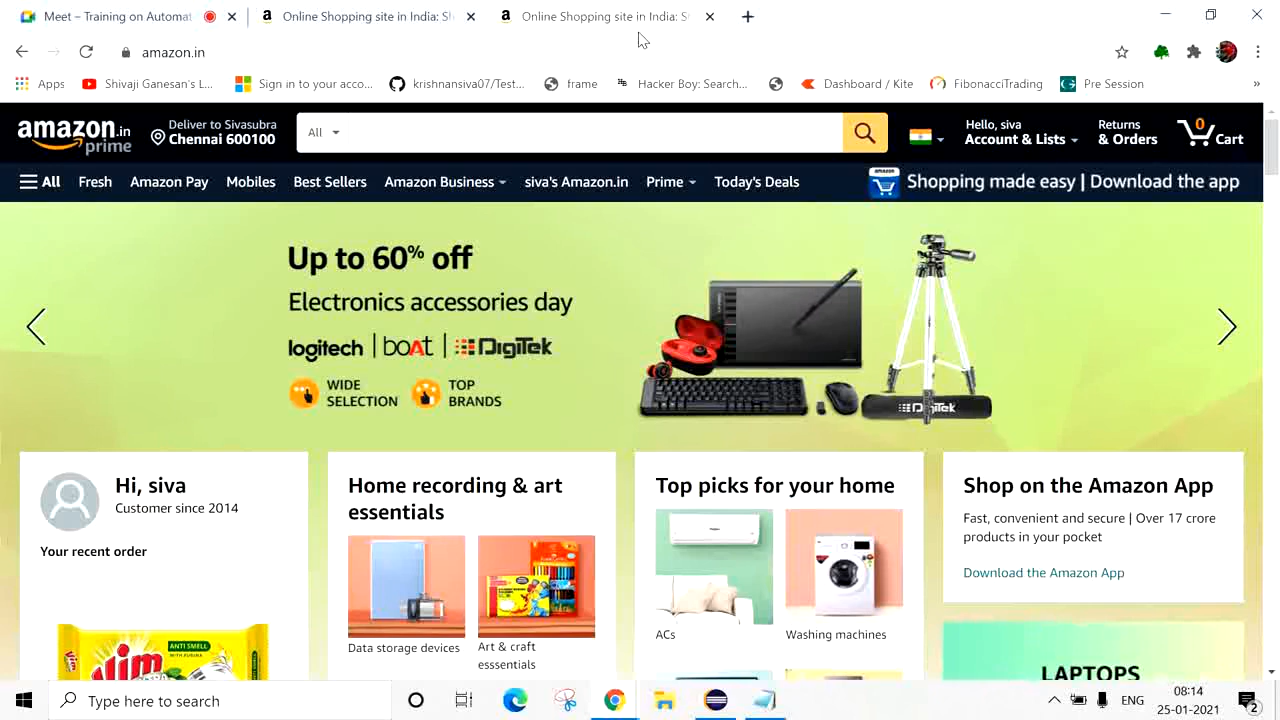 Meet – Training on Automat
Online Shopping site in India: S
Online Shopping site in India: S
amazon.in
Apps
Shivaji Ganesan's L...
Sign in to your acco...
krishnansiva07/Test...
frame
Hacker Boy: Search...
Dashboard / Kite
FibonacciTrading
Pre Session
»
amazon.in
prime
Deliver to Sivasubra
Chennai 600100
All
Hello, siva
Account & Lists
Returns
& Orders
0
Cart
All
Fresh
Amazon Pay
Mobiles
Best Sellers
Amazon Business
siva's Amazon.in
Prime
Today's Deals
amazon
Shopping made easy | Download the app
Up to 60% off
Electronics accessories day
logitech | boAt | DigiTek
WIDE
SELECTION
TOP
BRANDS
DigiTek
Hi, siva
Customer since 2014
Your recent order
ANTI SMELL
Home recording & art
essentials
Data storage devices
Art & craft
esssentials
Top picks for your home
ACs
Washing machines
Shop on the Amazon App
Fast, convenient and secure | Over 17 crore
products in your pocket
Download the Amazon App
LAPTOPS
Type here to search
ENG
08:14
25-01-2021
2